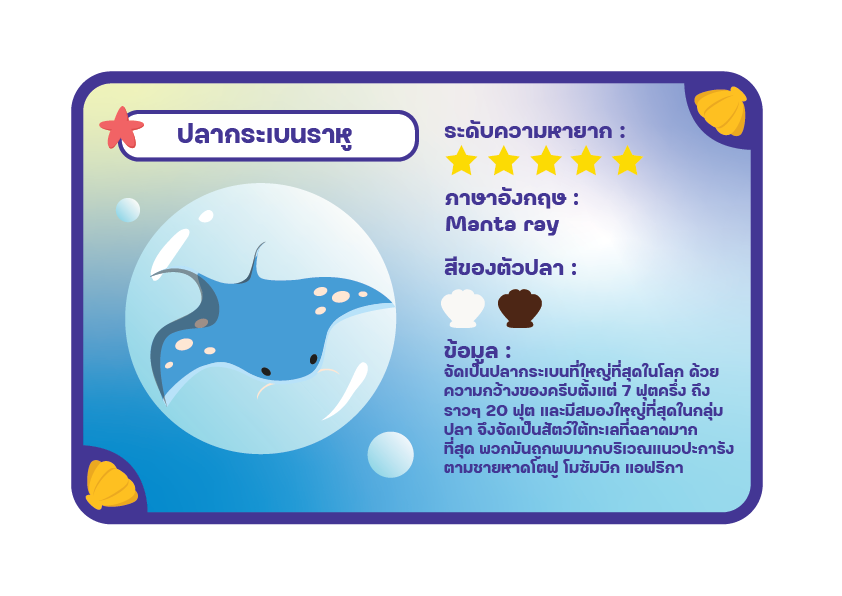 ปลากระเบนราหู
ระดับความหายาก :
ภาษาอังกฤษ :
Manta ray
สีของตัวปลา :
ข้อมูล :
จัดเป็นปลากระเบนที่ใหญ่ที่สุดในโลก ด้วย
ความกว้างของครีบตั้งแต่ 7 ฟุตครึ่ง ถึง
ราวๆ 20 ฟุต และมีสมองใหญ่ที่สุดในกลุ่ม
ปลา จึงจัดเป็นสัตว์ใต้ทะเลที่ฉลาดมาก
ที่สุด พวกมันถูกพบมากบริเวณแนวปะการัง
ตามชายหาดโตฟู โมซัมบิก แอฟริกา